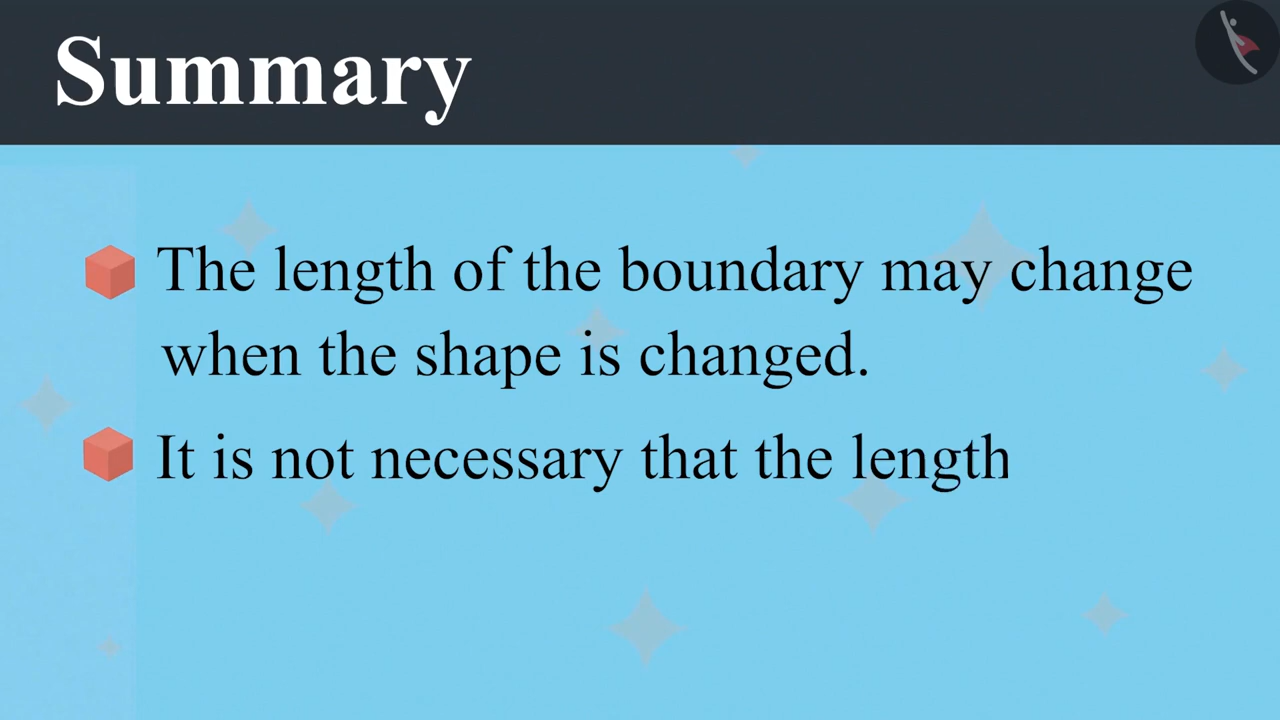 Summary
The length of the boundary may change
when the shape is changed.
It is not necessary that the length